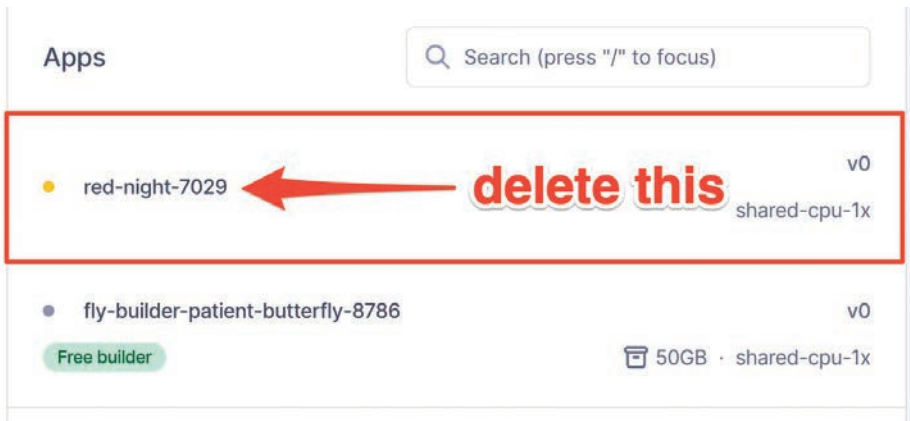 Apps
Search (press "/" to focus)
red-night-7029
delete this
v0
shared-cpu-1x
fly-builder-patient-butterfly-8786
v0
Free builder
50GB · shared-cpu-1x